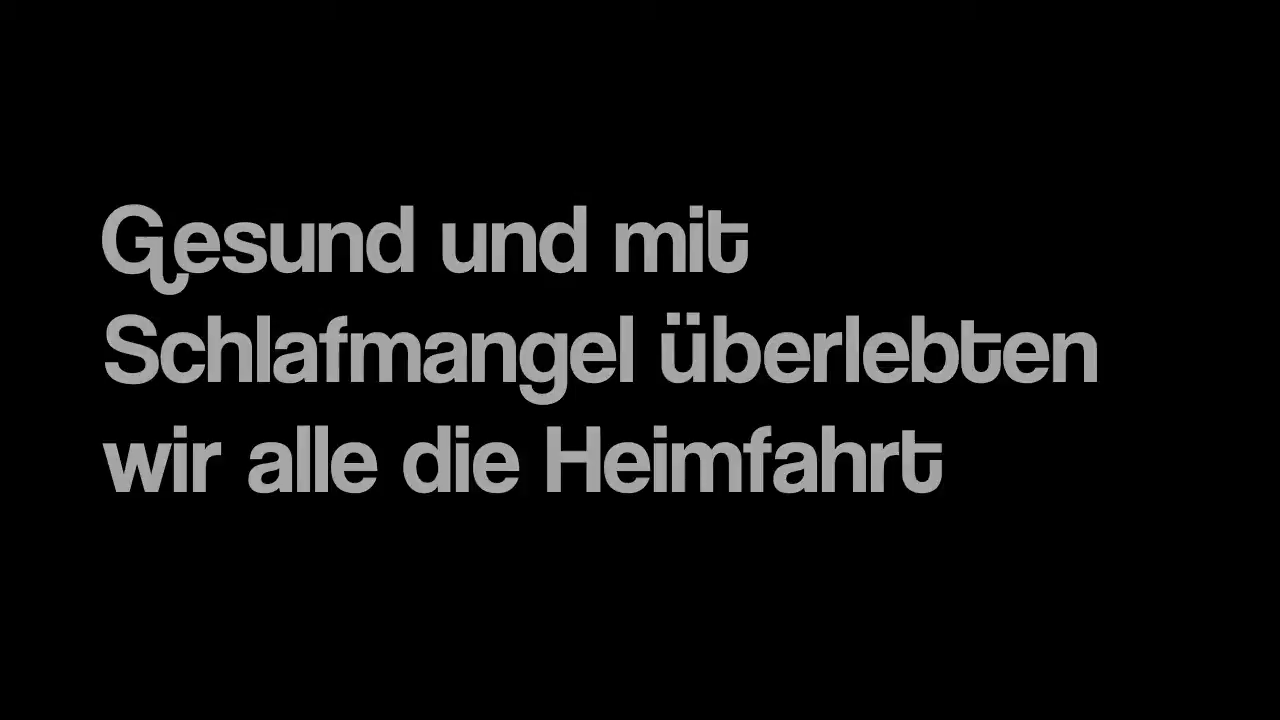 Gesund und mit
Schlafmangel überlebten
wir alle die Heimfahrt